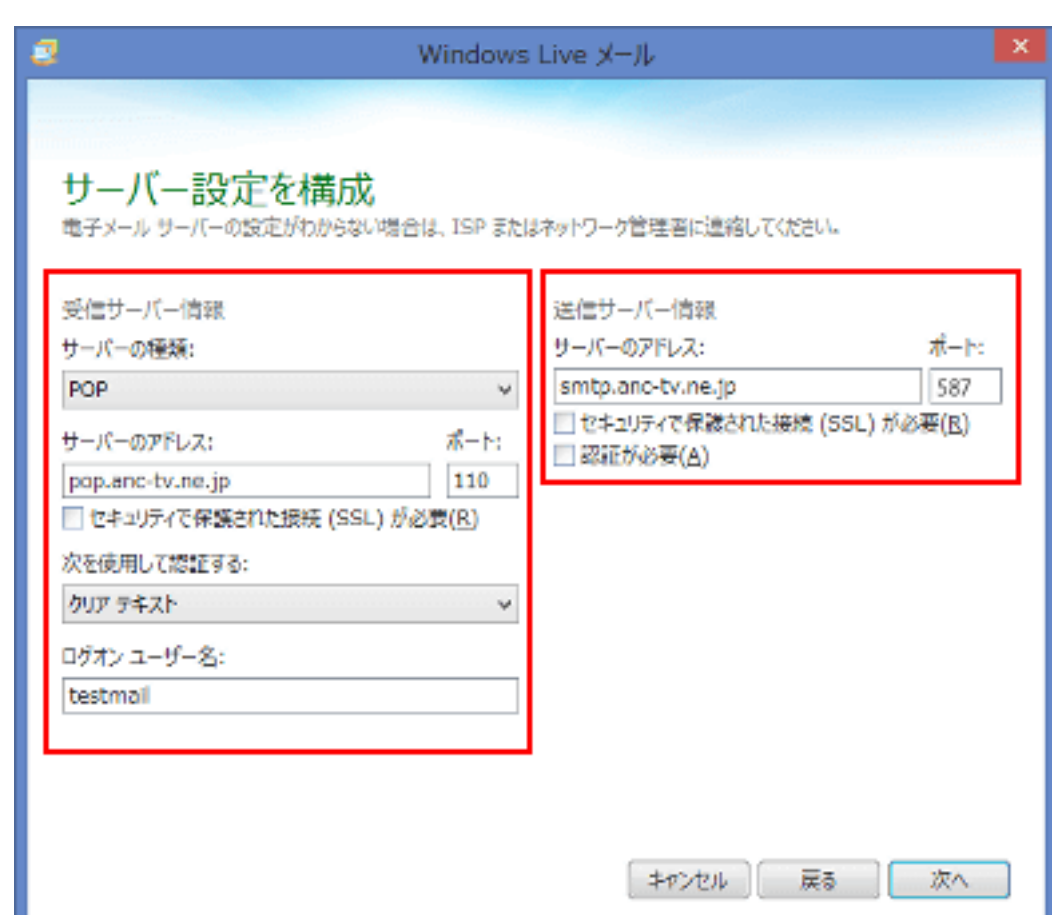 Windows Live メール
サーバー設定を構成
電子メール サーバーの設定がわからない場合は、ISP またはネットワーク管理者に連絡してください。
受信サーバー情報
サーバーの種類:
POP
サーバーのアドレス: ポート:
pop.anc-tv.ne.jp 110
セキュリティで保護された接続 (SSL) が必要(R)
次を使用して認証する:
クリア テキスト
ログオン ユーザー名:
testmail
送信サーバー情報
サーバーのアドレス: ポート:
smtp.anc-tv.ne.jp 587
セキュリティで保護された接続 (SSL) が必要(R)
認証が必要(A)
キャンセル 戻る 次へ